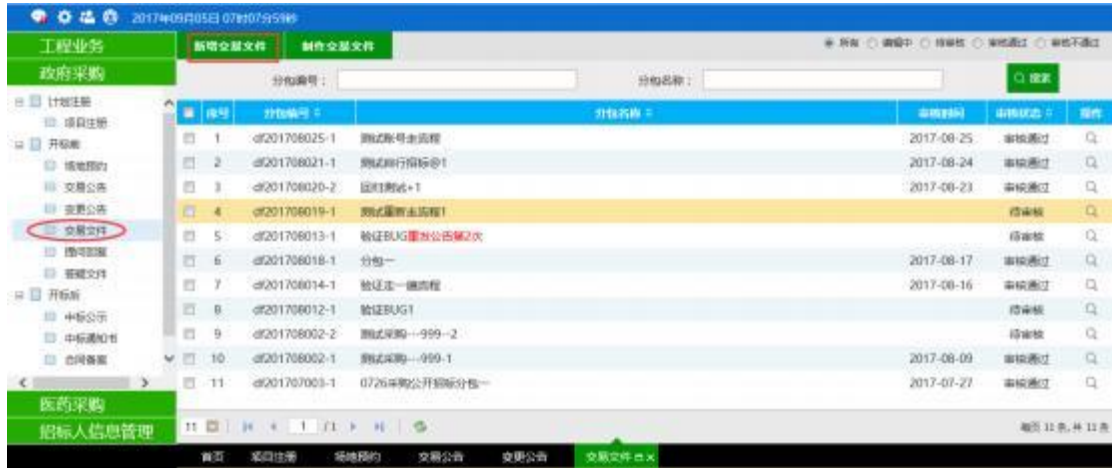 2017年09月05日 07时07分59秒
工程业务
新增交易文件 制作交易文件
所有 编辑中 待审核 审核通过 审核不通过
政府采购
分包编号： 分包名称： 搜索
计划注册
项目注册
开标前
场地预约
交易公告
变更公告
交易文件
提问回复
答疑文件
开标后
中标公示
中标通知书
合同备案
序号 分包编号 分包名称 审核时间 审核状态 操作
1 df201708025-1 测试账号走流程 2017-08-25 审核通过
2 df201708021-1 2017-08-24 审核通过
3 df201708020-2 回归测试+1 2017-08-23 审核通过
4 df201708019-1 测试重新走流程1 待审核
5 df201708013-1 验证BUG重发公告第2次 待审核
6 df201708018-1 分包一 2017-08-17 审核通过
7 df201708014-1 验证走一遍流程 2017-08-16 审核通过
8 df201708012-1 验证BUG1 待审核
9 df201708002-2 测试采购---999--2 待审核
10 df201708002-1 测试采购---999-1 2017-08-09 审核通过
11 df201707003-1 0726采购公开招标分包一 2017-07-27 审核通过
医药采购
招标人信息管理
11 1 /1 每页 11 条,共 11 条
首页 项目注册 场地预约 交易公告 变更公告 交易文件